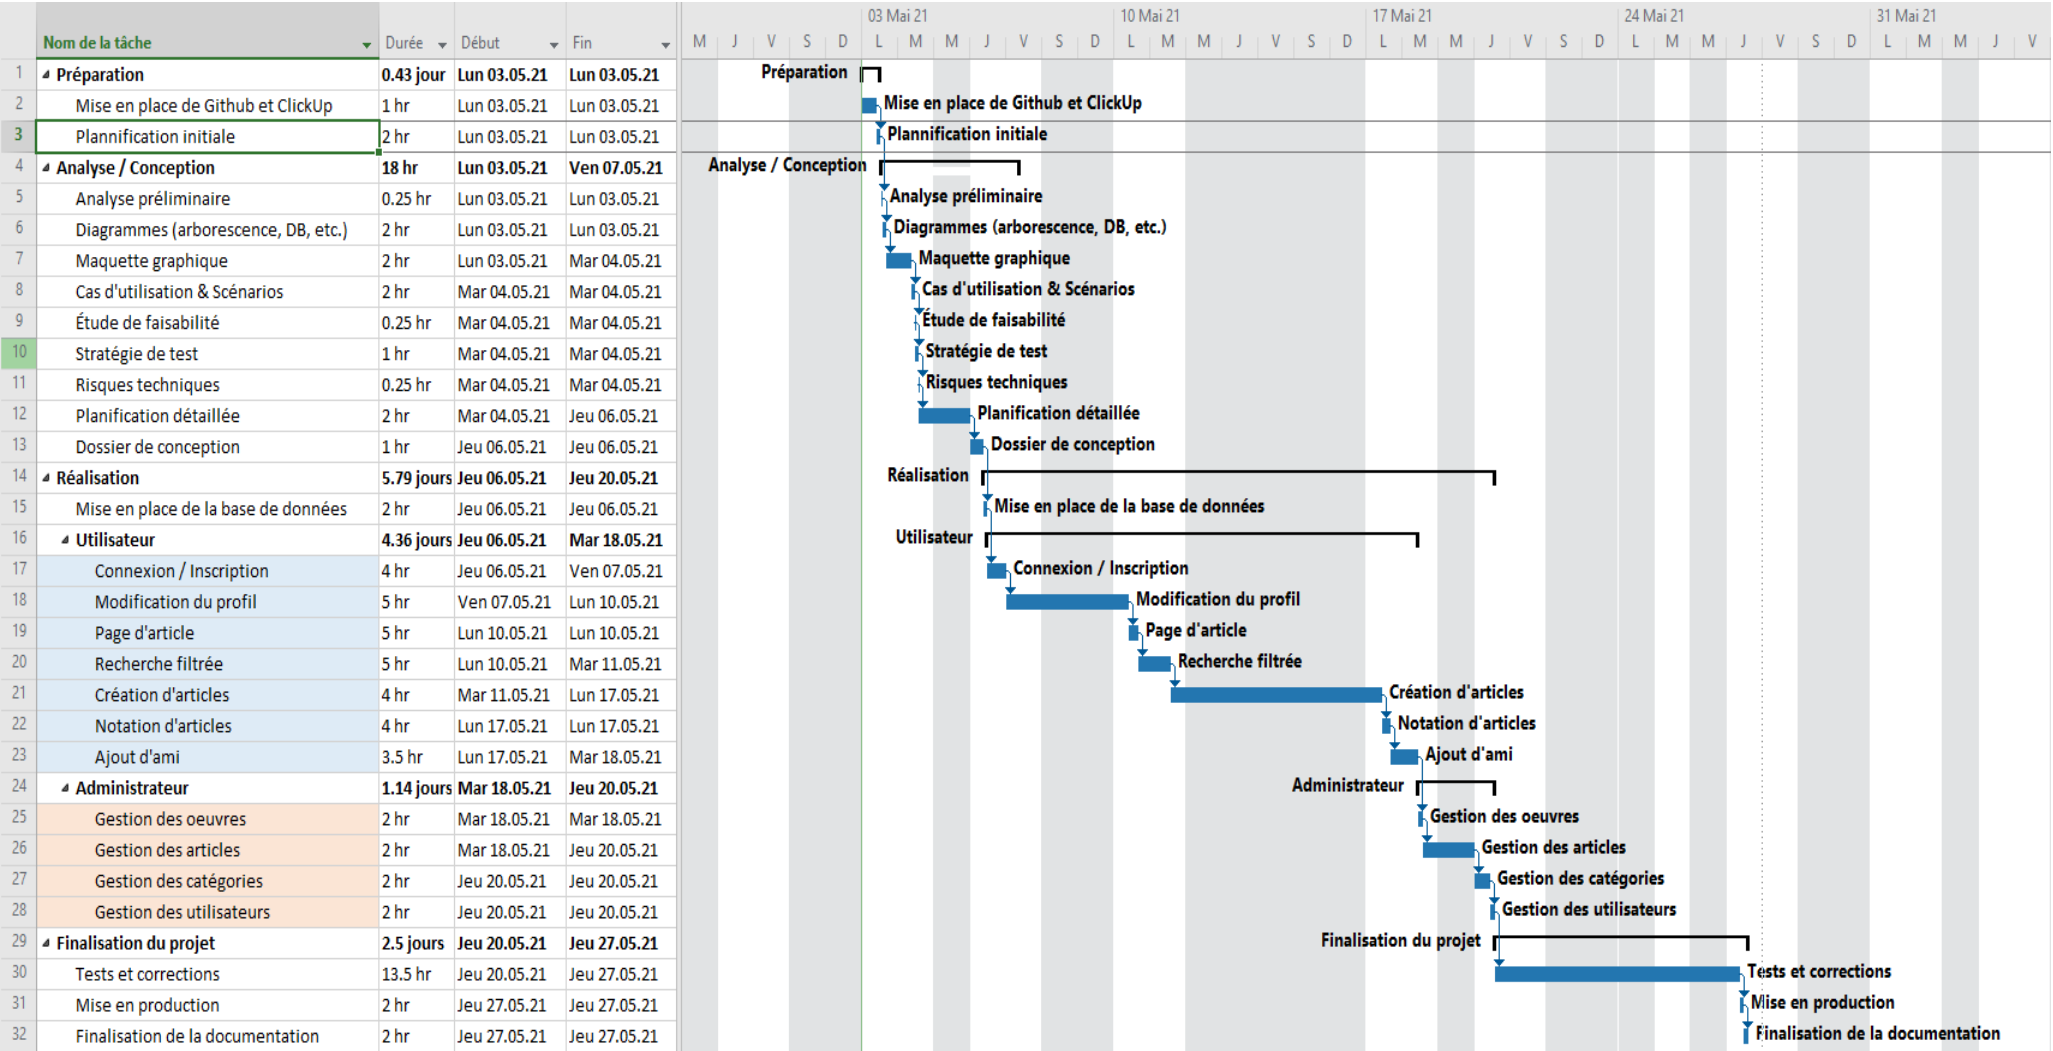 03 Mai 21 10 Mai 21 17 Mai 21 24 Mai 21 31 Mai 21
Nom de la tâche Durée Début Fin M J V S D L M M J V S D L M M J V S D L M M J V S D L M M J V S D L M M J V
1 Préparation 0.43 jour Lun 03.05.21 Lun 03.05.21 Préparation
2 Mise en place de Github et ClickUp 1 hr Lun 03.05.21 Lun 03.05.21 Mise en place de Github et ClickUp
3 Plannification initiale 2 hr Lun 03.05.21 Lun 03.05.21 Plannification initiale
4 Analyse / Conception 18 hr Lun 03.05.21 Ven 07.05.21 Analyse / Conception
5 Analyse préliminaire 0.25 hr Lun 03.05.21 Lun 03.05.21 Analyse préliminaire
6 Diagrammes (arborescence, DB, etc.) 2 hr Lun 03.05.21 Lun 03.05.21 Diagrammes (arborescence, DB, etc.)
7 Maquette graphique 2 hr Lun 03.05.21 Mar 04.05.21 Maquette graphique
8 Cas d'utilisation & Scénarios 2 hr Mar 04.05.21 Mar 04.05.21 Cas d'utilisation & Scénarios
9 Étude de faisabilité 0.25 hr Mar 04.05.21 Mar 04.05.21 Étude de faisabilité
10 Stratégie de test 1 hr Mar 04.05.21 Mar 04.05.21 Stratégie de test
11 Risques techniques 0.25 hr Mar 04.05.21 Mar 04.05.21 Risques techniques
12 Planification détaillée 2 hr Mar 04.05.21 Jeu 06.05.21 Planification détaillée
13 Dossier de conception 1 hr Jeu 06.05.21 Jeu 06.05.21 Dossier de conception
14 Réalisation 5.79 jours Jeu 06.05.21 Jeu 20.05.21 Réalisation
15 Mise en place de la base de données 2 hr Jeu 06.05.21 Jeu 06.05.21 Mise en place de la base de données
16 Utilisateur 4.36 jours Jeu 06.05.21 Mar 18.05.21 Utilisateur
17 Connexion / Inscription 4 hr Jeu 06.05.21 Ven 07.05.21 Connexion / Inscription
18 Modification du profil 5 hr Ven 07.05.21 Lun 10.05.21 Modification du profil
19 Page d'article 5 hr Lun 10.05.21 Lun 10.05.21 Page d'article
20 Recherche filtrée 5 hr Lun 10.05.21 Mar 11.05.21 Recherche filtrée
21 Création d'articles 4 hr Mar 11.05.21 Lun 17.05.21 Création d'articles
22 Notation d'articles 4 hr Lun 17.05.21 Lun 17.05.21 Notation d'articles
23 Ajout d'ami 3.5 hr Lun 17.05.21 Mar 18.05.21 Ajout d'ami
24 Administrateur 1.14 jours Mar 18.05.21 Jeu 20.05.21 Administrateur
25 Gestion des oeuvres 2 hr Mar 18.05.21 Mar 18.05.21 Gestion des oeuvres
26 Gestion des articles 2 hr Mar 18.05.21 Jeu 20.05.21 Gestion des articles
27 Gestion des catégories 2 hr Jeu 20.05.21 Jeu 20.05.21 Gestion des catégories
28 Gestion des utilisateurs 2 hr Jeu 20.05.21 Jeu 20.05.21 Gestion des utilisateurs
29 Finalisation du projet 2.5 jours Jeu 20.05.21 Jeu 27.05.21 Finalisation du projet
30 Tests et corrections 13.5 hr Jeu 20.05.21 Jeu 27.05.21 Tests et corrections
31 Mise en production 2 hr Jeu 27.05.21 Jeu 27.05.21 Mise en production
32 Finalisation de la documentation 2 hr Jeu 27.05.21 Jeu 27.05.21 Finalisation de la documentation